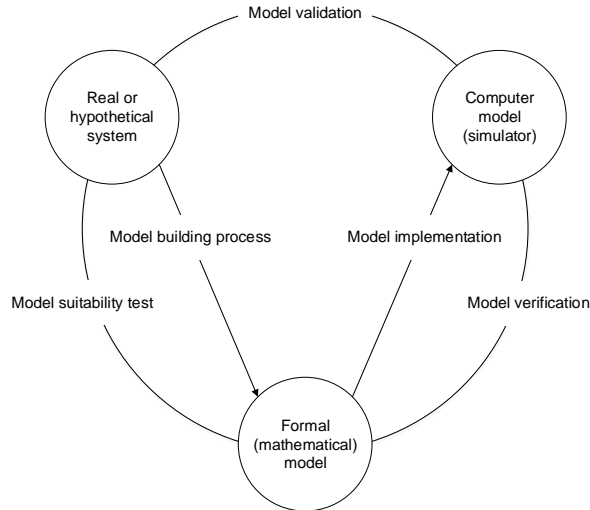 Model validation
Real or
hypothetical
system
Computer
model
(simulator)
Model building process
Model implementation
Model suitability test
Model verification
Formal
(mathematical)
model